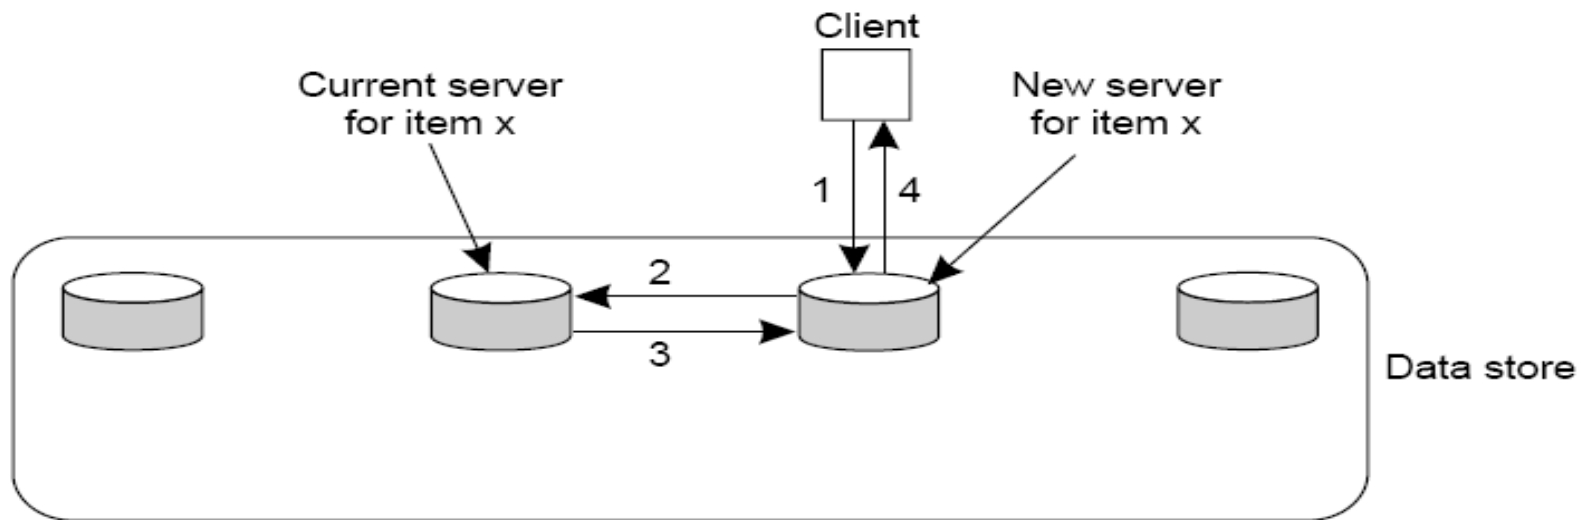 Client
Current server
for item x
New server
for item x
1
4
2
3
Data store